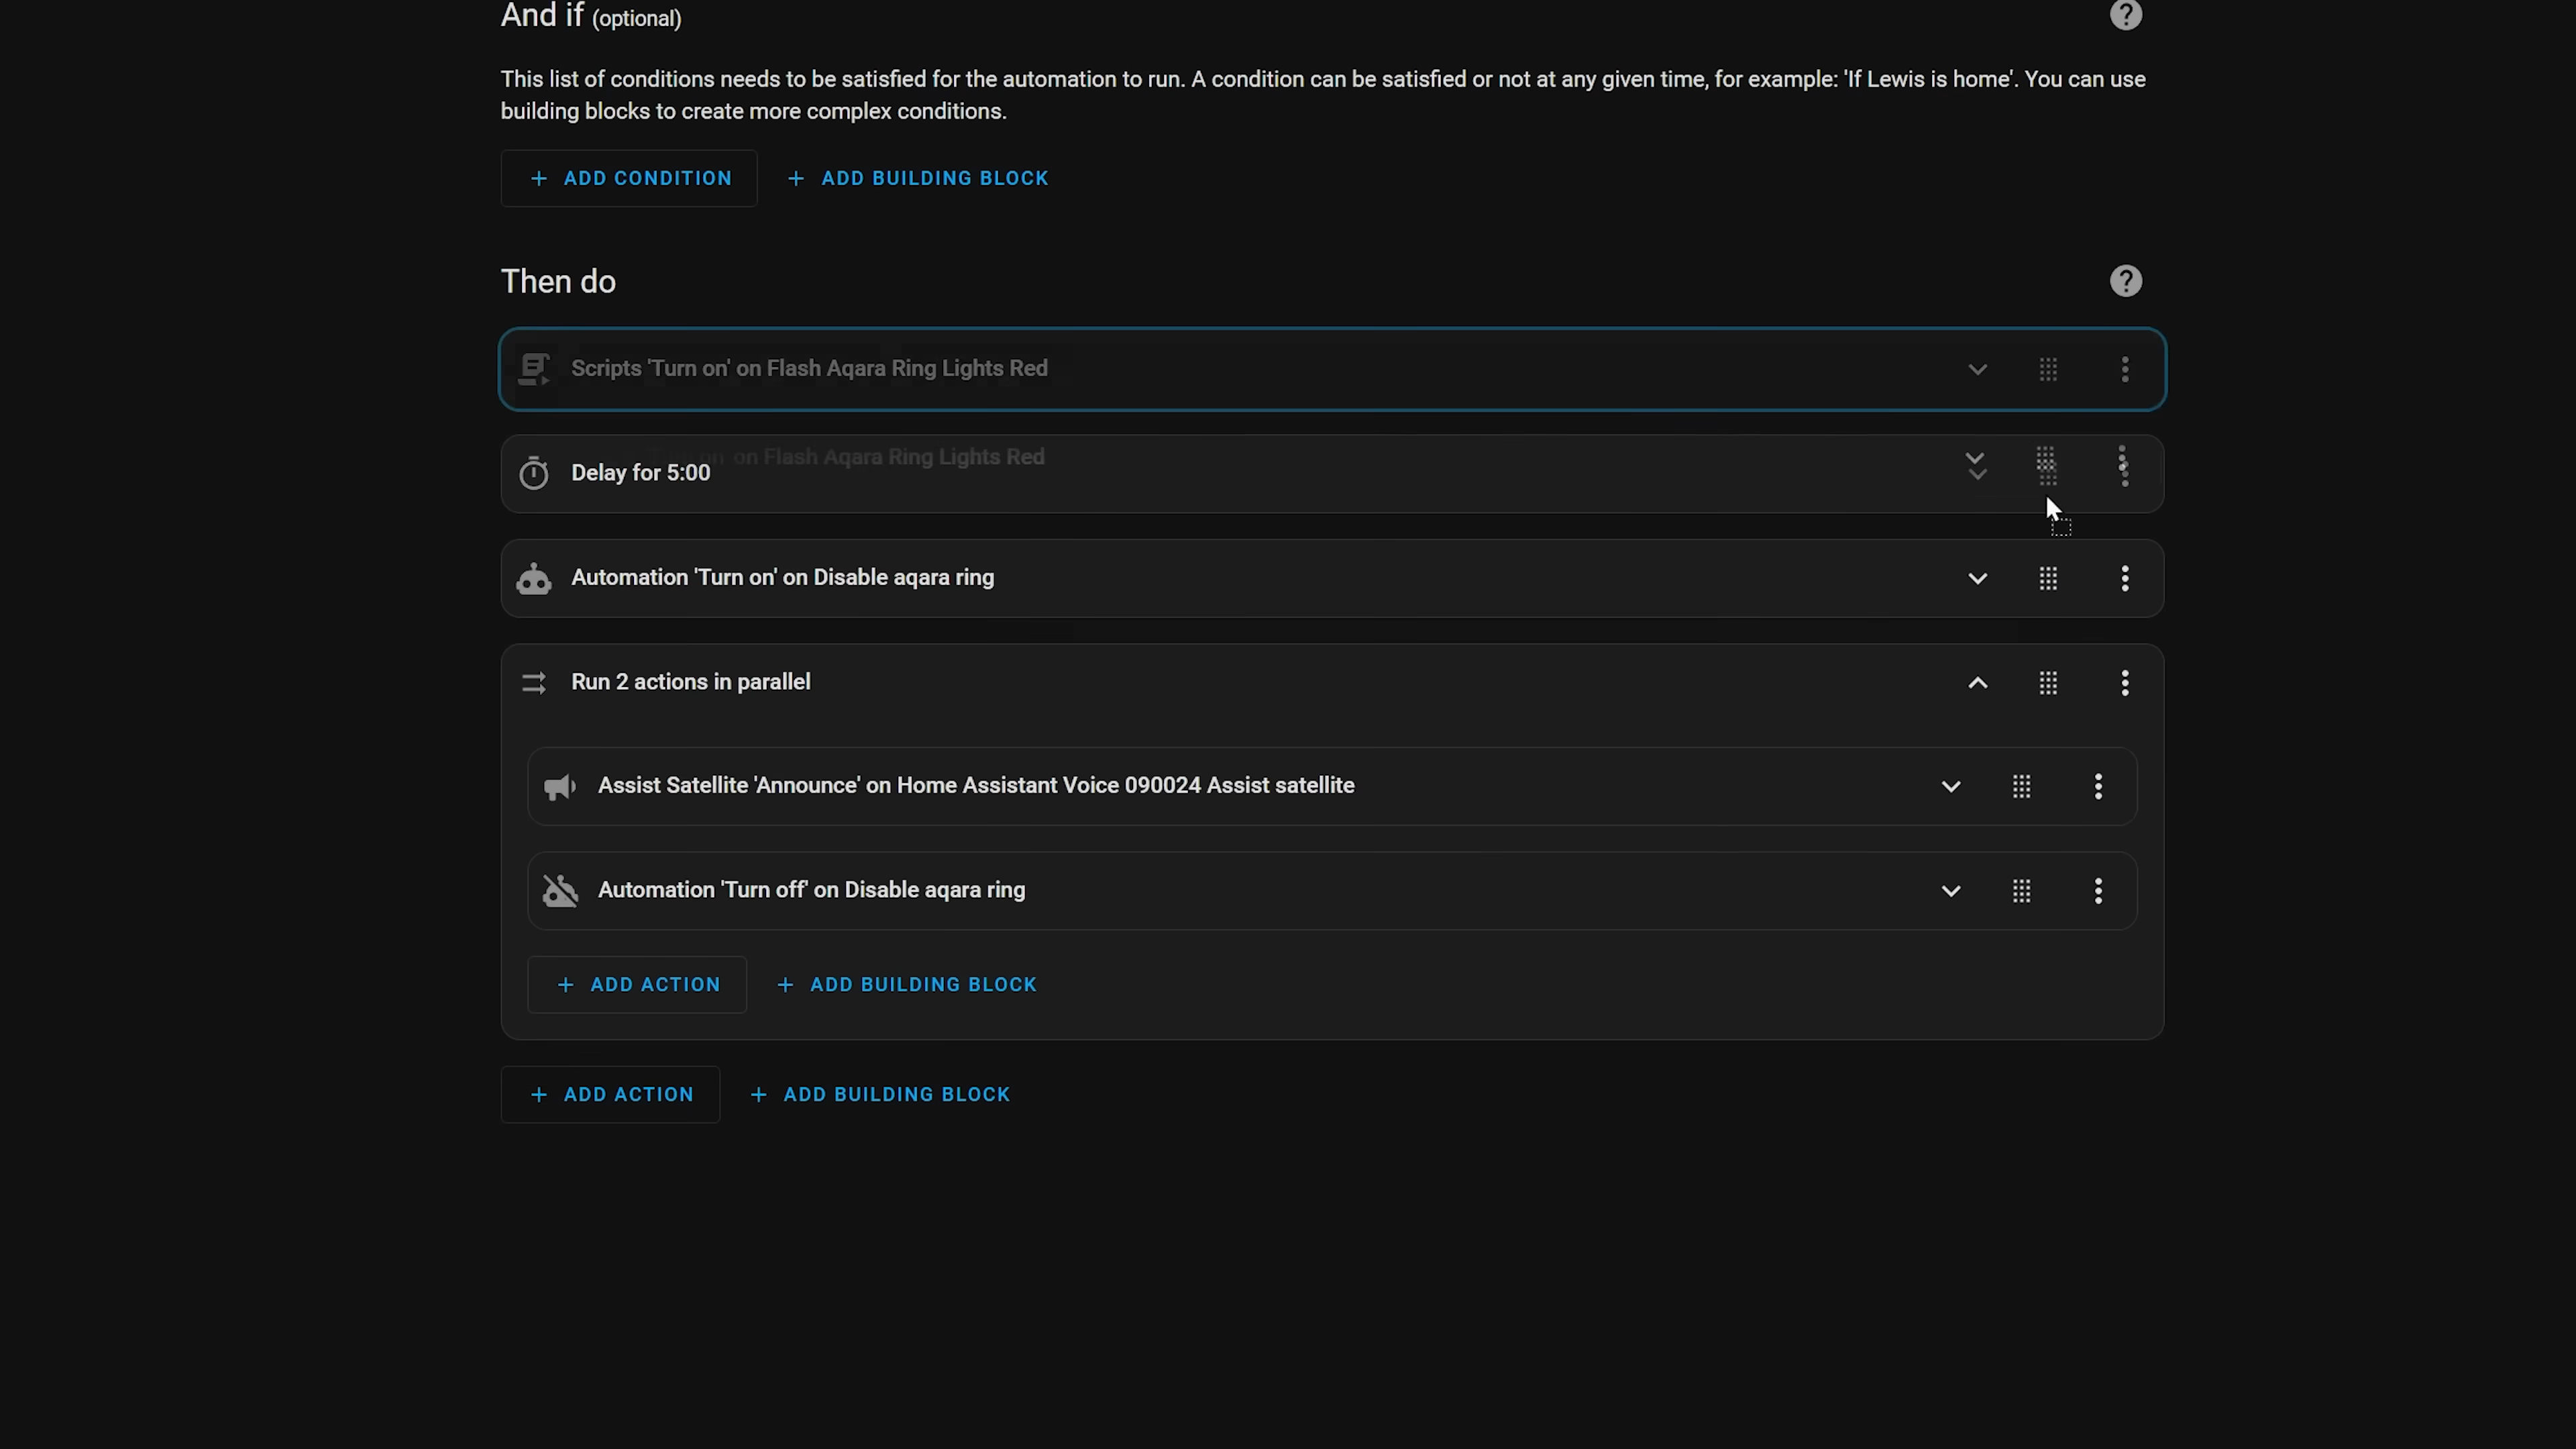 And if (optional)
This list of conditions needs to be satisfied for the automation to run. A condition can be satisfied or not at any given time, for example: 'If Lewis is home'. You can use
building blocks to create more complex conditions.
ADD CONDITION
ADD BUILDING BLOCK
Then do
Scripts 'Turn on' on Flash Aqara Ring Lights Red
on Flash Aqara Ring Lights Red
Delay for 5:00
Automation 'Turn on' on Disable aqara ring
Run 2 actions in parallel
Assist Satellite 'Announce' on Home Assistant Voice 090024 Assist satellite
Automation 'Turn off' on Disable aqara ring
ADD ACTION
ADD BUILDING BLOCK
ADD ACTION
ADD BUILDING BLOCK